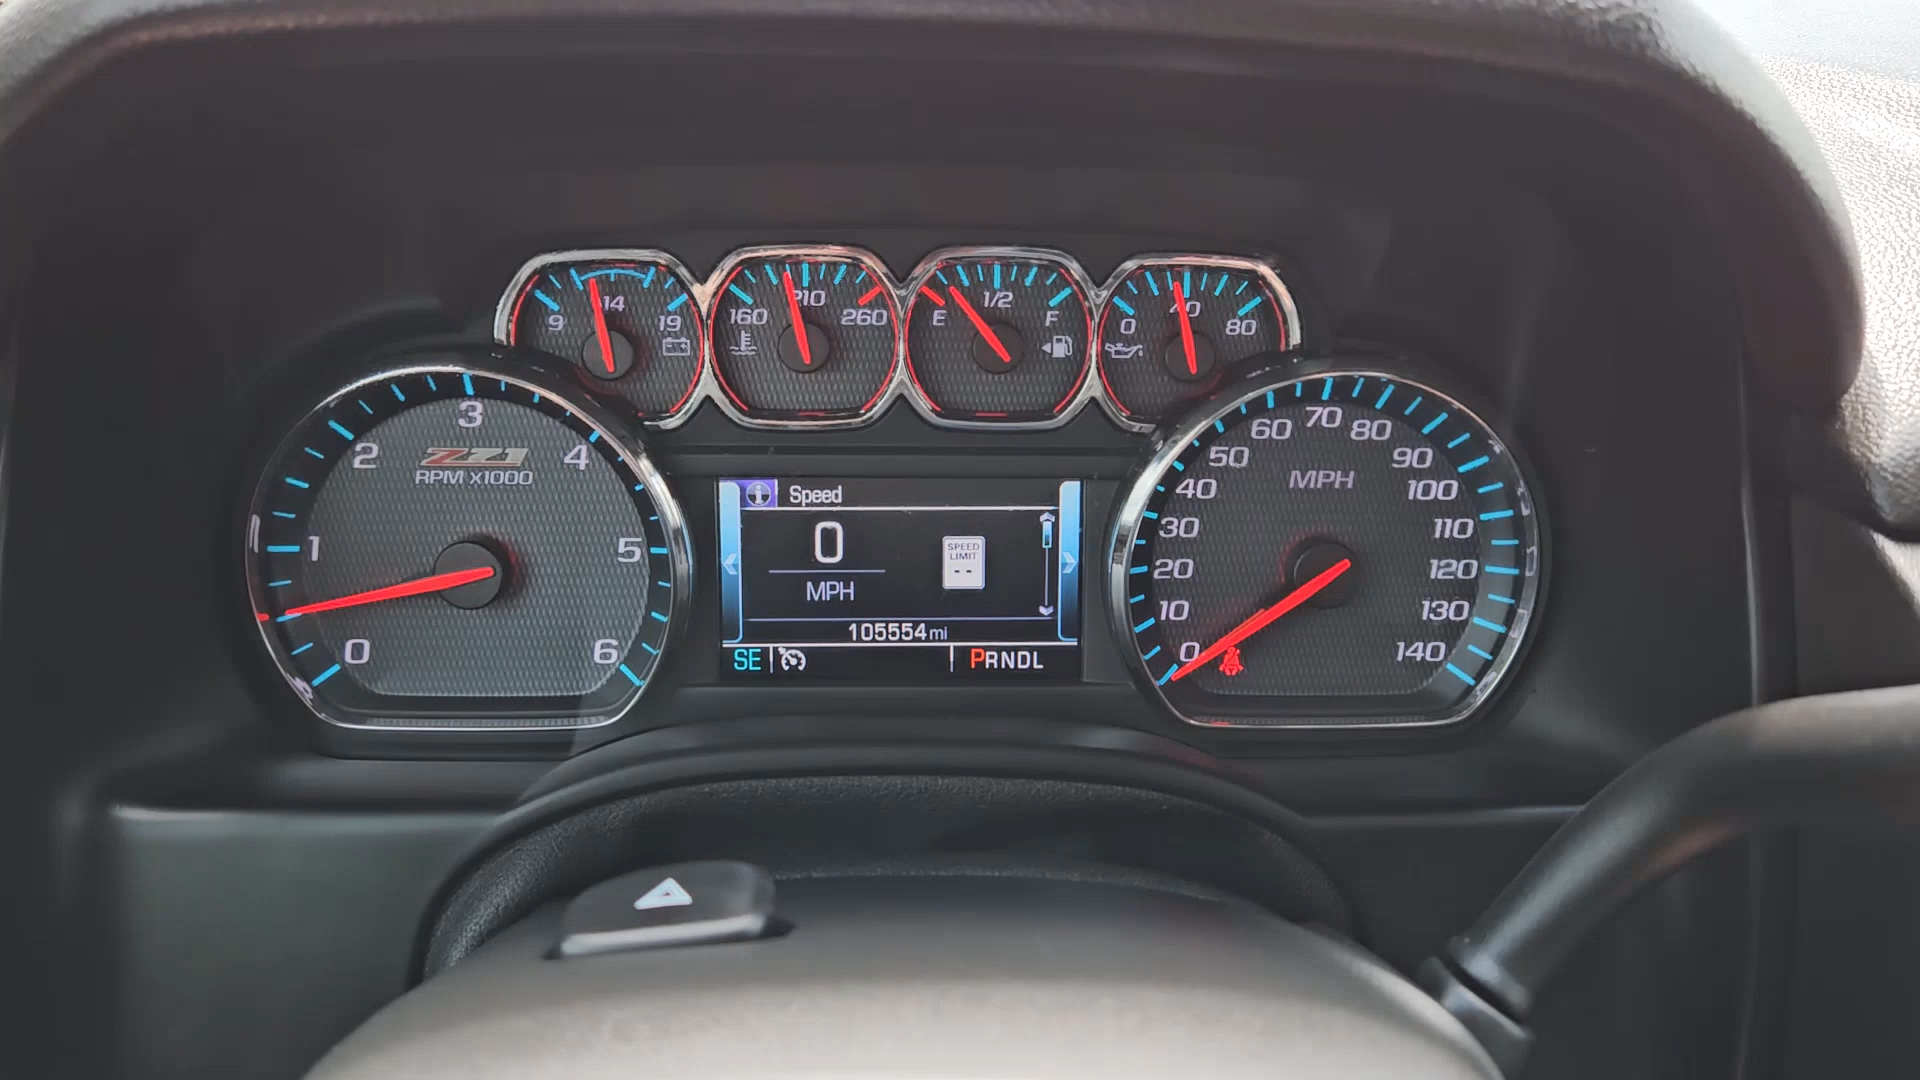 9 14 19
160 210 260
E 1/2 F
0 40 80
0 1 2 3 4 5 6
Z71
RPM x1000
Speed
0
MPH
SPEED
LIMIT
--
105554 mi
SE
PRNDL
0 10 20 30 40 50 60 70 80 90 100 110 120 130 140
MPH